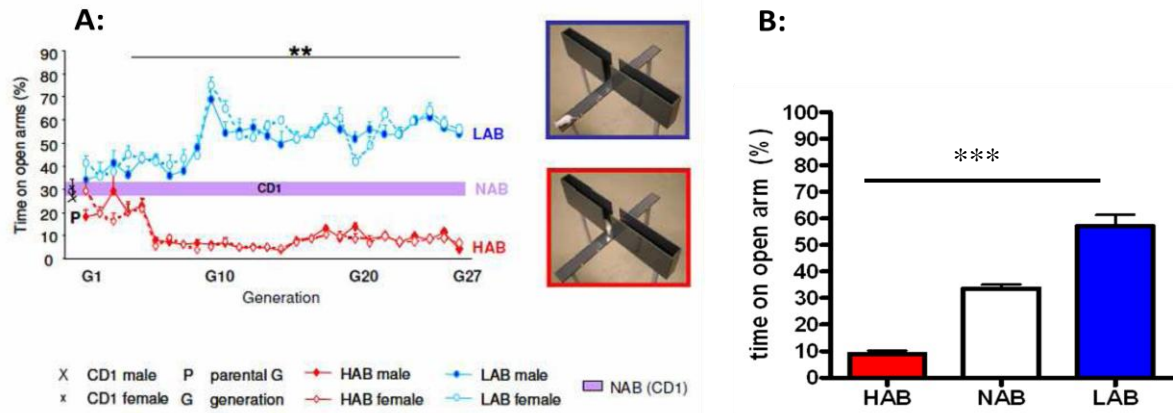 A:
**
Time on open arms (%)
90
80
70
60
50
40
30
20
10
0
LAB
CD1
NAB
P
HAB
G1 G10 G20 G27
Generation
X CD1 male P parental G HAB male LAB male
x CD1 female G generation HAB female LAB female
NAB (CD1)
B:
time on open arm (%)
100
90
80
70
60
50
40
30
20
10
0
***
HAB NAB LAB